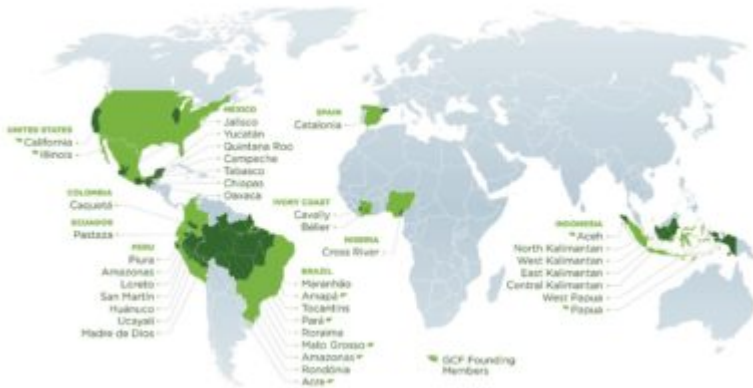 UNITED STATES
California
Illinois
MEXICO
Jalisco
Yucatán
Quintana Roo
Campeche
Tabasco
Chiapas
Oaxaca
COLOMBIA
Caquetá
ECUADOR
Pastaza
PERU
Piura
Amazonas
Loreto
San Martín
Huánuco
Ucayali
Madre de Dios
BRAZIL
Maranhão
Amapá
Tocantins
Pará
Roraima
Mato Grosso
Amazonas
Rondônia
Acre
SPAIN
Catalonia
IVORY COAST
Cavally
Bélier
NIGERIA
Cross River
INDONESIA
Aceh
North Kalimantan
West Kalimantan
East Kalimantan
Central Kalimantan
West Papua
Papua
GCF Founding
Members